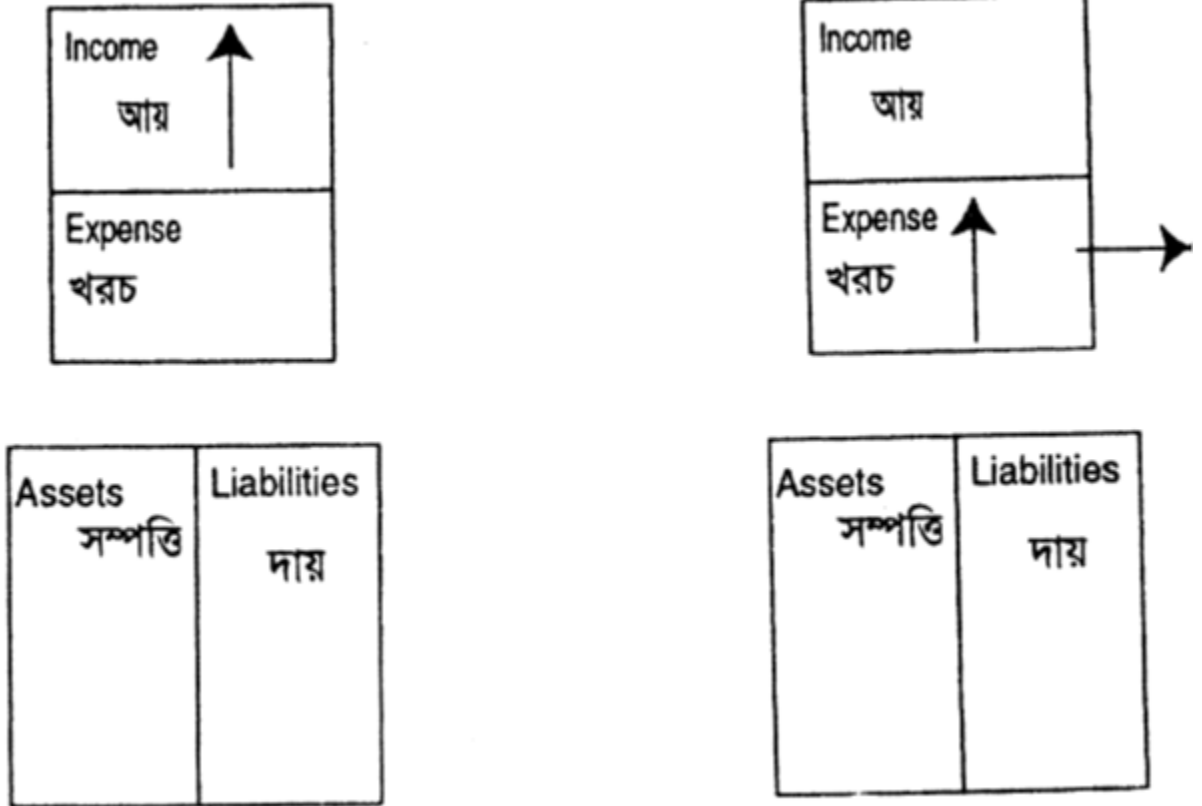 Income
আয়
Expense
খরচ
Assets
সম্পত্তি
Liabilities
দায়
Income
আয়
Expense
খরচ
Assets
সম্পত্তি
Liabilities
দায়